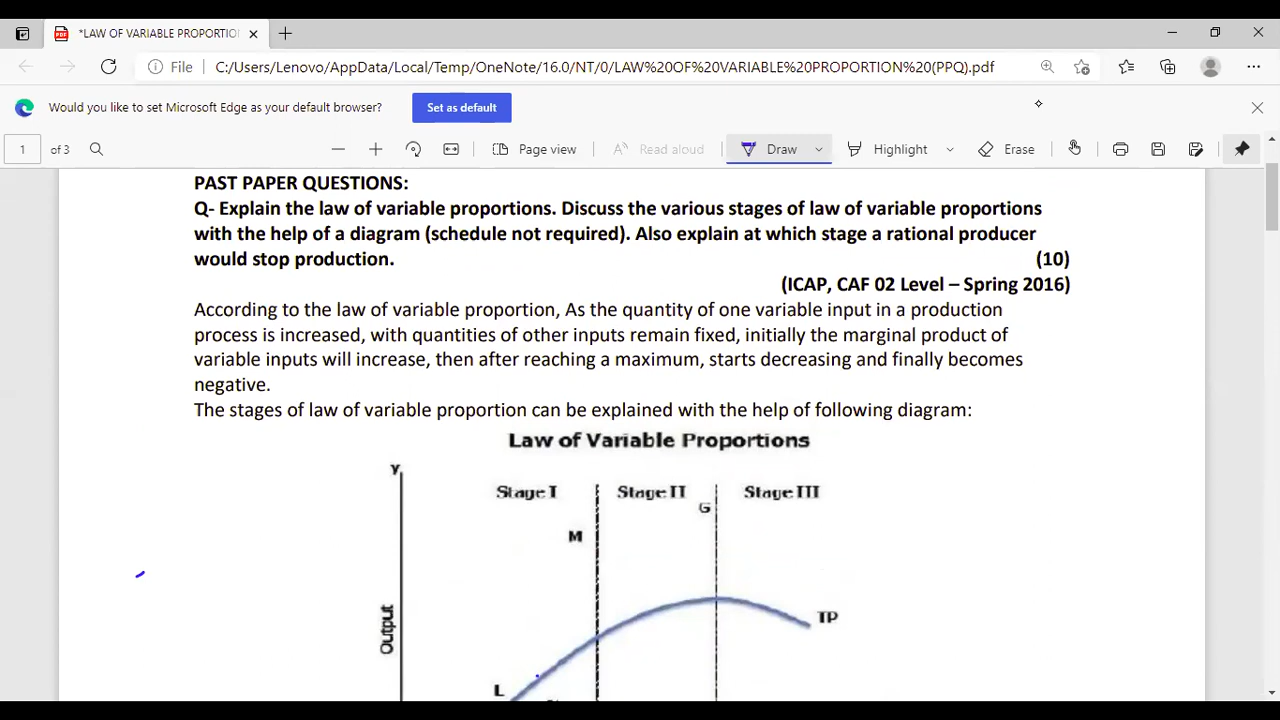 *LAW OF VARIABLE PROPORTIO
File C:/Users/Lenovo/AppData/Local/Temp/OneNote/16.0/NT/0/LAW%20OF%20VARIABLE%20PROPORTION%20(PPQ).pdf
Would you like to set Microsoft Edge as your default browser? Set as default
1 of 3 Page view Read aloud Draw Highlight Erase
PAST PAPER QUESTIONS:
Q- Explain the law of variable proportions. Discuss the various stages of law of variable proportions
with the help of a diagram (schedule not required). Also explain at which stage a rational producer
would stop production. (10)
(ICAP, CAF 02 Level – Spring 2016)
According to the law of variable proportion, As the quantity of one variable input in a production
process is increased, with quantities of other inputs remain fixed, initially the marginal product of
variable inputs will increase, then after reaching a maximum, starts decreasing and finally becomes
negative.
The stages of law of variable proportion can be explained with the help of following diagram:
Law of Variable Proportions
Y
Stage I Stage II Stage III
G
M
TP
Output
L